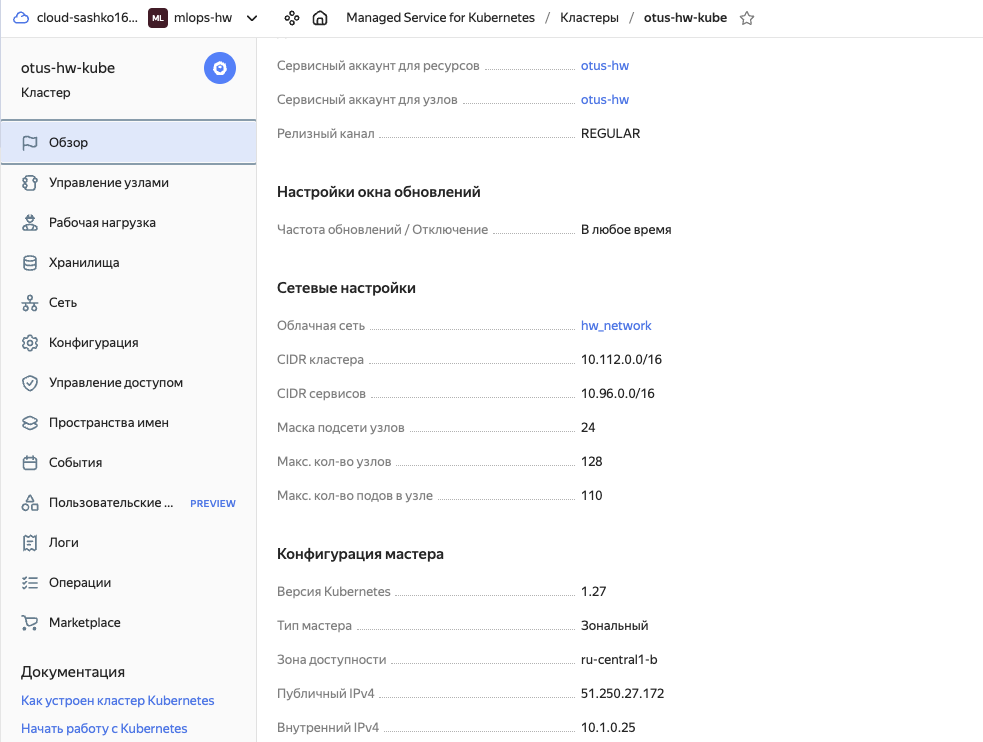 cloud-sashko16... ML mlops-hw Managed Service for Kubernetes / Кластеры / otus-hw-kube
otus-hw-kube
Кластер
Обзор
Управление узлами
Рабочая нагрузка
Хранилища
Сеть
Конфигурация
Управление доступом
Пространства имен
События
Пользовательские ... PREVIEW
Логи
Операции
Marketplace
Документация
Как устроен кластер Kubernetes
Начать работу с Kubernetes
Сервисный аккаунт для ресурсов otus-hw
Сервисный аккаунт для узлов otus-hw
Релизный канал REGULAR
Настройки окна обновлений
Частота обновлений / Отключение В любое время
Сетевые настройки
Облачная сеть hw_network
CIDR кластера 10.112.0.0/16
CIDR сервисов 10.96.0.0/16
Маска подсети узлов 24
Макс. кол-во узлов 128
Макс. кол-во подов в узле 110
Конфигурация мастера
Версия Kubernetes 1.27
Тип мастера Зональный
Зона доступности ru-central1-b
Публичный IPv4 51.250.27.172
Внутренний IPv4 10.1.0.25